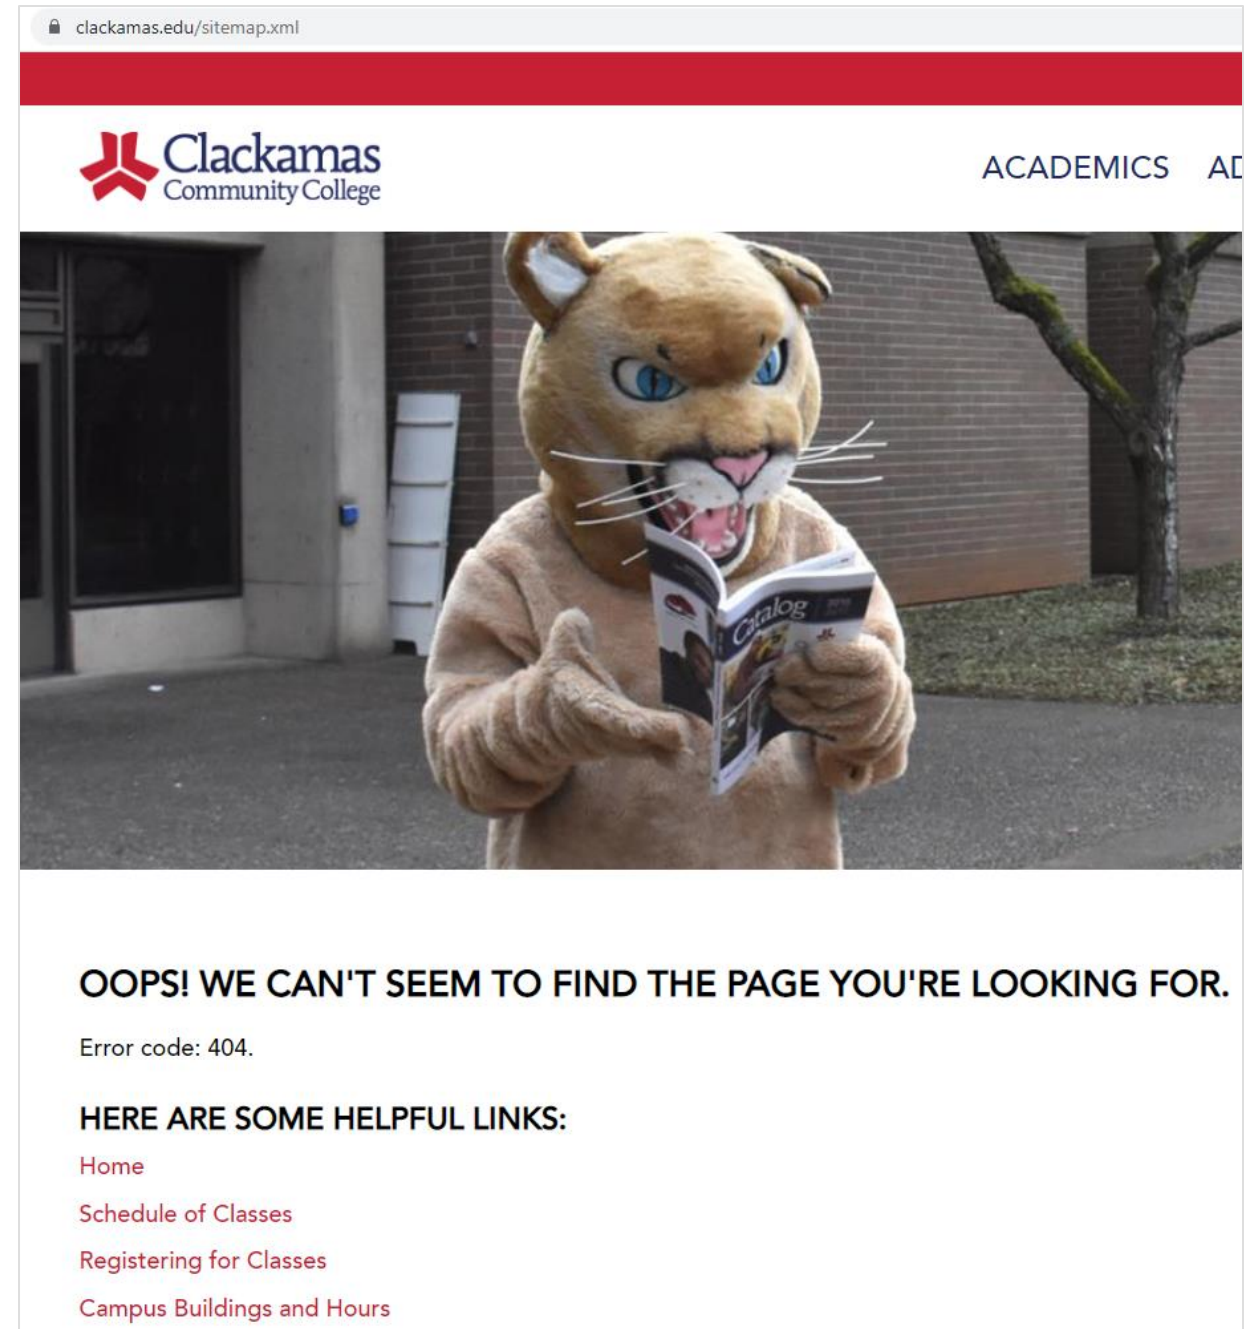 clackamas.edu/sitemap.xml
Clackamas
Community College
ACADEMICS
Catalog
OOPS! WE CAN'T SEEM TO FIND THE PAGE YOU'RE LOOKING FOR.
Error code: 404.
HERE ARE SOME HELPFUL LINKS:
Home
Schedule of Classes
Registering for Classes
Campus Buildings and Hours